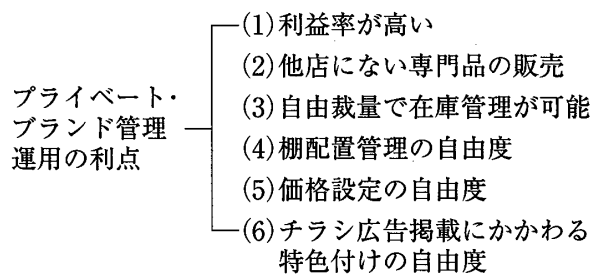 プライベート・
ブランド管理
運用の利点
(1)利益率が高い
(2)他店にない専門品の販売
(3)自由裁量で在庫管理が可能
(4)棚配置管理の自由度
(5)価格設定の自由度
(6)チラシ広告掲載にかかわる
特色付けの自由度